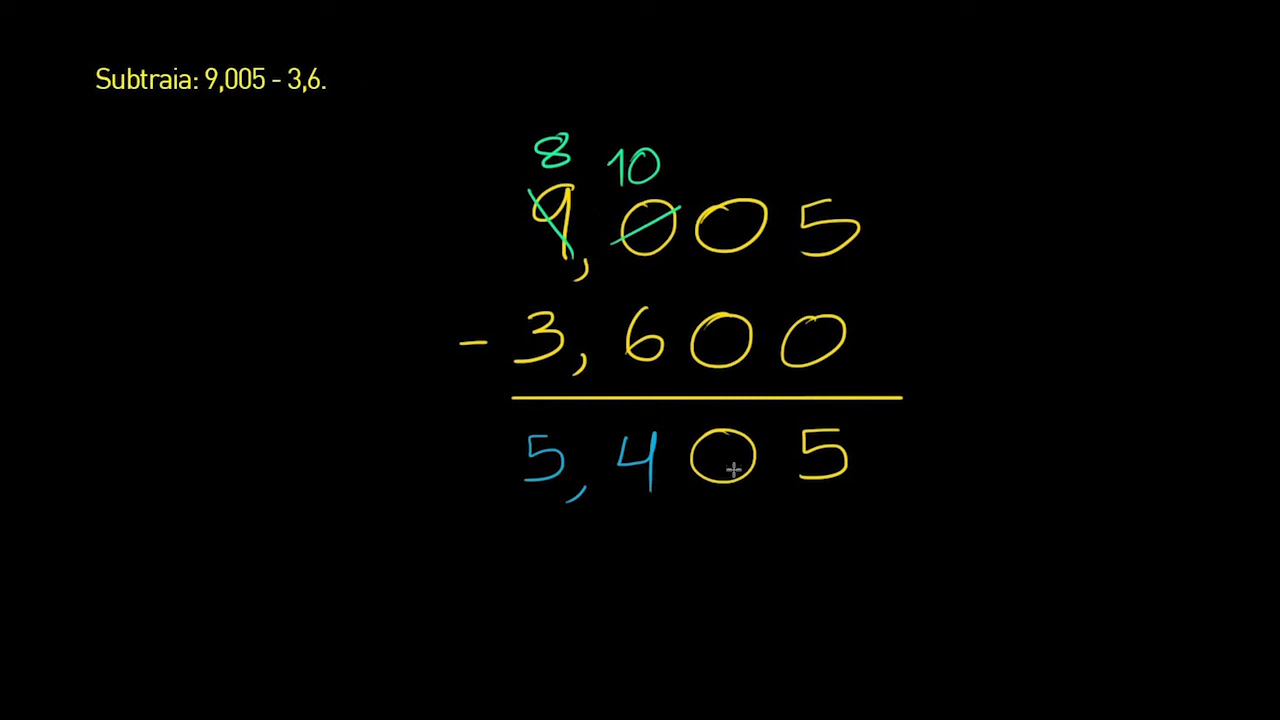 Subtraia: 9,005 - 3,6.
8 10
9,005
- 3,600
5,405